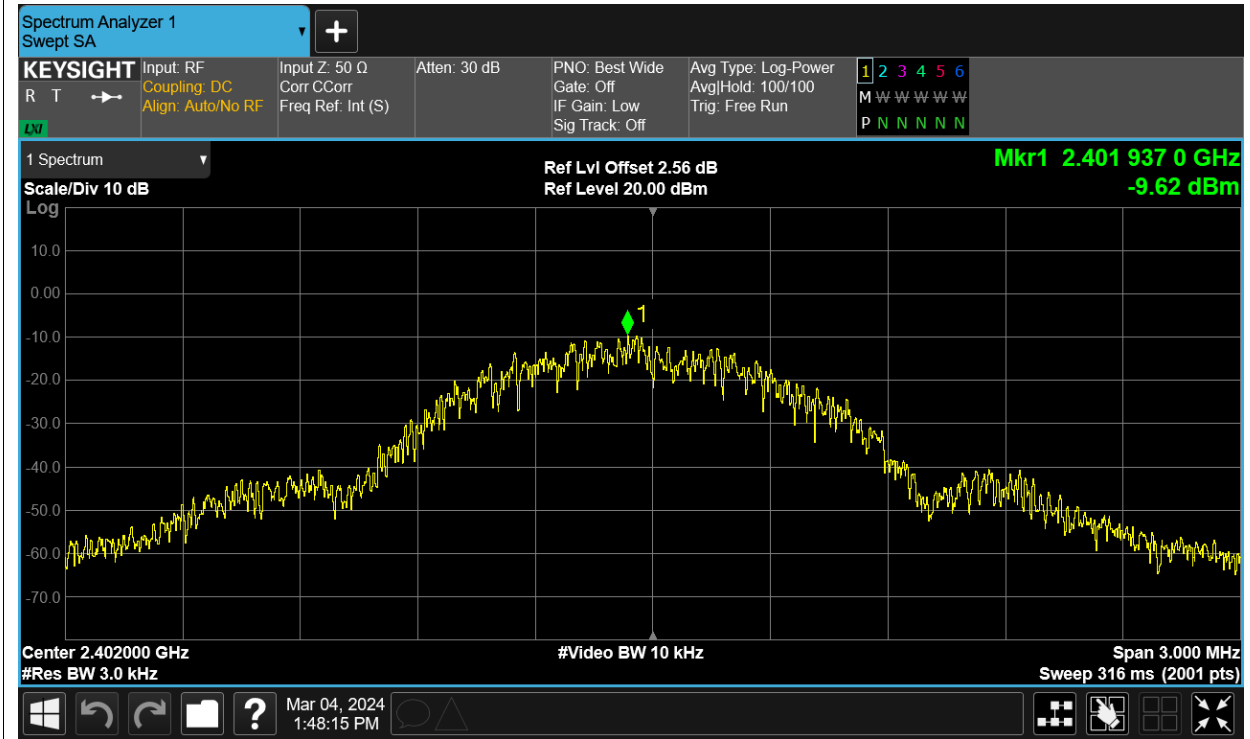 Spectrum Analyzer 1
Swept SA
KEYSIGHT
R T
LXI
Input: RF
Coupling: DC
Align: Auto/No RF
Input Z: 50 Ω
Corr CCorr
Freq Ref: Int (S)
Atten: 30 dB
PNO: Best Wide
Gate: Off
IF Gain: Low
Sig Track: Off
Avg Type: Log-Power
Avg|Hold: 100/100
Trig: Free Run
1 2 3 4 5 6
M W W W W W
P N N N N N
1 Spectrum
Scale/Div 10 dB
Log
Ref Lvl Offset 2.56 dB
Ref Level 20.00 dBm
Mkr1 2.401 937 0 GHz
-9.62 dBm
10.0
0.00
1
-10.0
-20.0
-30.0
-40.0
-50.0
-60.0
-70.0
Center 2.402000 GHz
#Video BW 10 kHz
Span 3.000 MHz
#Res BW 3.0 kHz
Sweep 316 ms (2001 pts)
?
Mar 04, 2024
1:48:15 PM